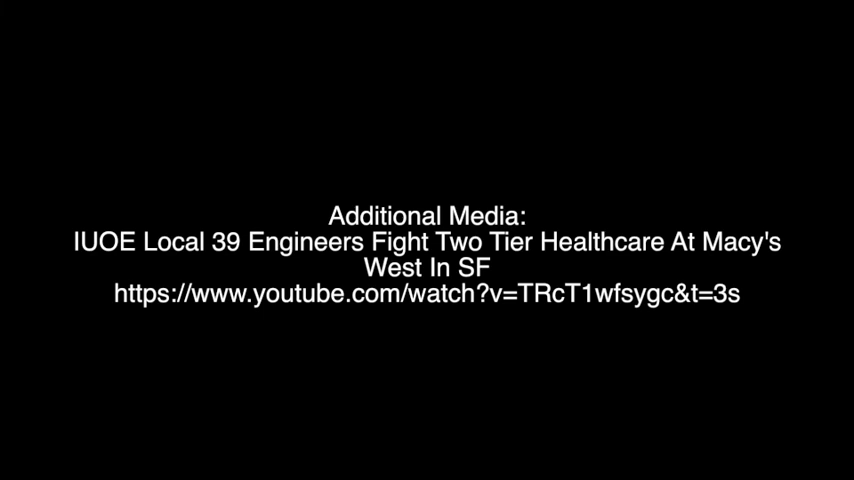 Additional Media:
IUOE Local 39 Engineers Fight Two Tier Healthcare At Macy's
West In SF
https://www.youtube.com/watch?v=TRcT1wfsygc&t=3s